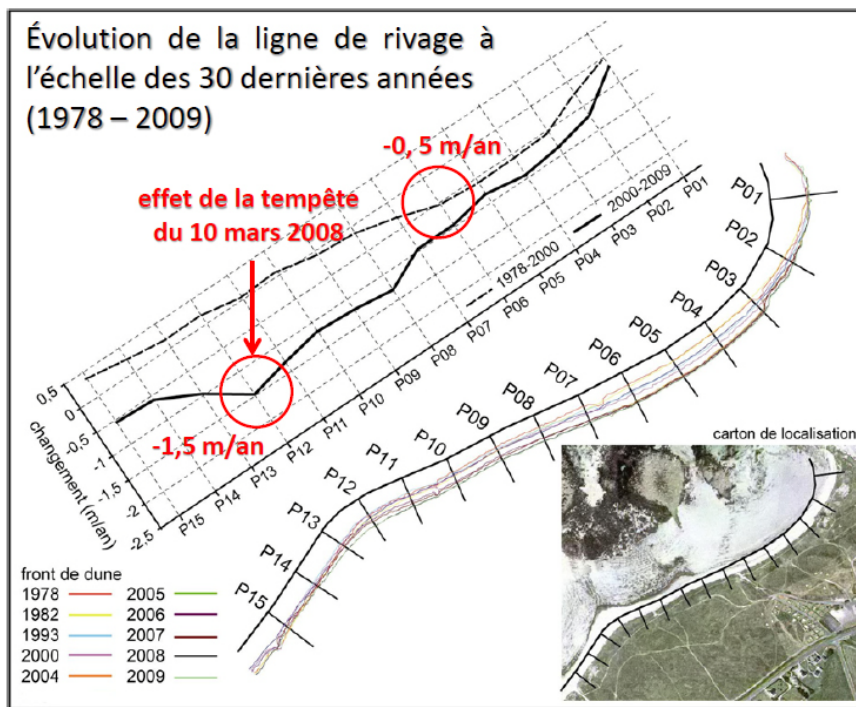 Évolution de la ligne de rivage à
l’échelle des 30 dernières années
(1978 – 2009)
-0, 5 m/an
effet de la tempête
du 10 mars 2008
-1,5 m/an
0,5
0
-0,5
-1
-1,5
-2
-2,5
changement (m/an)
P15
P14
P13
P12
P11
P10
P09
P08
P07
P06
P05
P04
P03
P02
P01
1978-2000
2000-2009
P01
P02
P03
P04
P05
P06
P07
P08
P09
P10
P11
P12
P13
P14
P15
carton de localisation
front de dune
1978
1982
1993
2000
2004
2005
2006
2007
2008
2009